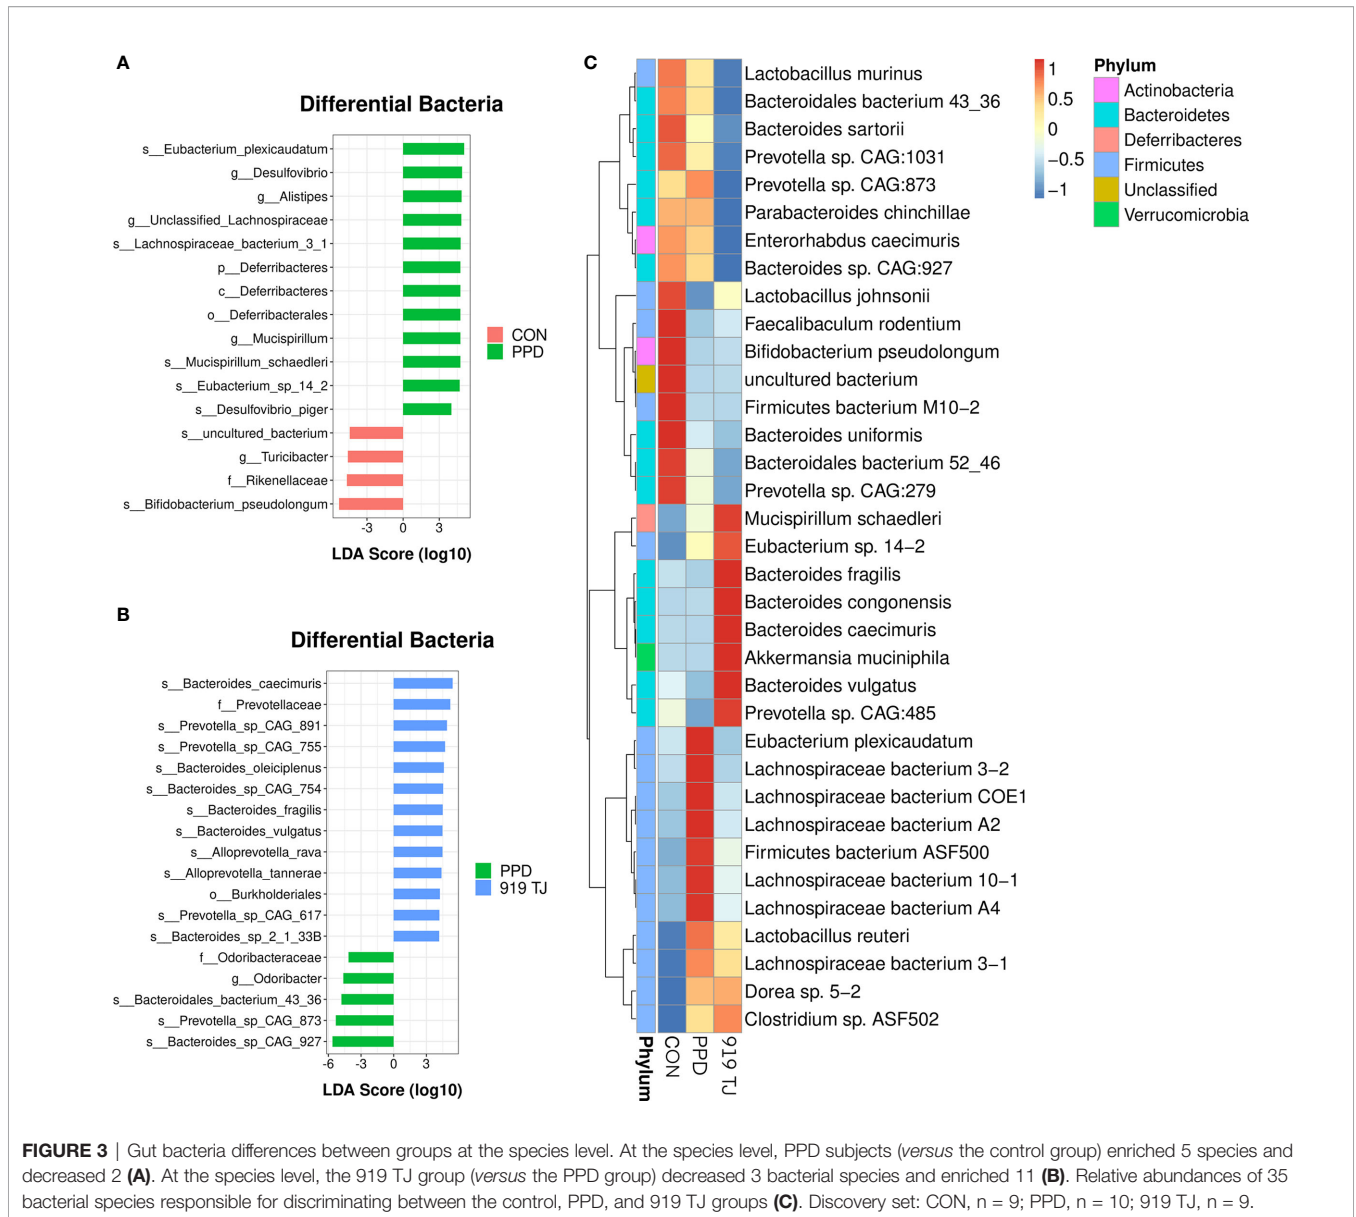 A
Differential Bacteria
s__Eubacterium_plexicaudatum
g__Desulfovibrio
g__Alistipes
g__Unclassified_Lachnospiraceae
s__Lachnospiraceae_bacterium_3_1
p__Deferribacteres
c__Deferribacteres
o__Deferribacterales
g__Mucispirillum
s__Mucispirillum_schaedleri
s__Eubacterium_sp_14_2
s__Desulfovibrio_piger
s__uncultured_bacterium
g__Turicibacter
f__Rikenellaceae
s__Bifidobacterium_pseudolongum
-3 0 3
LDA Score (log10)
CON
PPD
B
Differential Bacteria
s__Bacteroides_caecimuris
f__Prevotellaceae
s__Prevotella_sp_CAG_891
s__Prevotella_sp_CAG_755
s__Bacteroides_oleiciplenus
s__Bacteroides_sp_CAG_754
s__Bacteroides_fragilis
s__Bacteroides_vulgatus
s__Alloprevotella_rava
s__Alloprevotella_tannerae
o__Burkholderiales
s__Prevotella_sp_CAG_617
s__Bacteroides_sp_2_1_33B
f__Odoribacteraceae
g__Odoribacter
s__Bacteroidales_bacterium_43_36
s__Prevotella_sp_CAG_873
s__Bacteroides_sp_CAG_927
-6 -3 0 3
LDA Score (log10)
PPD
919 TJ
C
Lactobacillus murinus
Bacteroidales bacterium 43_36
Bacteroides sartorii
Prevotella sp. CAG:1031
Prevotella sp. CAG:873
Parabacteroides chinchillae
Enterorhabdus caecimuris
Bacteroides sp. CAG:927
Lactobacillus johnsonii
Faecalibaculum rodentium
Bifidobacterium pseudolongum
uncultured bacterium
Firmicutes bacterium M10−2
Bacteroides uniformis
Bacteroidales bacterium 52_46
Prevotella sp. CAG:279
Mucispirillum schaedleri
Eubacterium sp. 14−2
Bacteroides fragilis
Bacteroides congonensis
Bacteroides caecimuris
Akkermansia muciniphila
Bacteroides vulgatus
Prevotella sp. CAG:485
Eubacterium plexicaudatum
Lachnospiraceae bacterium 3−2
Lachnospiraceae bacterium COE1
Lachnospiraceae bacterium A2
Firmicutes bacterium ASF500
Lachnospiraceae bacterium 10−1
Lachnospiraceae bacterium A4
Lactobacillus reuteri
Lachnospiraceae bacterium 3−1
Dorea sp. 5−2
Clostridium sp. ASF502
Phylum CON PPD 919 TJ
1
0.5
0
−0.5
−1
Phylum
Actinobacteria
Bacteroidetes
Deferribacteres
Firmicutes
Unclassified
Verrucomicrobia
FIGURE 3 | Gut bacteria differences between groups at the species level. At the species level, PPD subjects (versus the control group) enriched 5 species and
decreased 2 (A). At the species level, the 919 TJ group (versus the PPD group) decreased 3 bacterial species and enriched 11 (B). Relative abundances of 35
bacterial species responsible for discriminating between the control, PPD, and 919 TJ groups (C). Discovery set: CON, n = 9; PPD, n = 10; 919 TJ, n = 9.